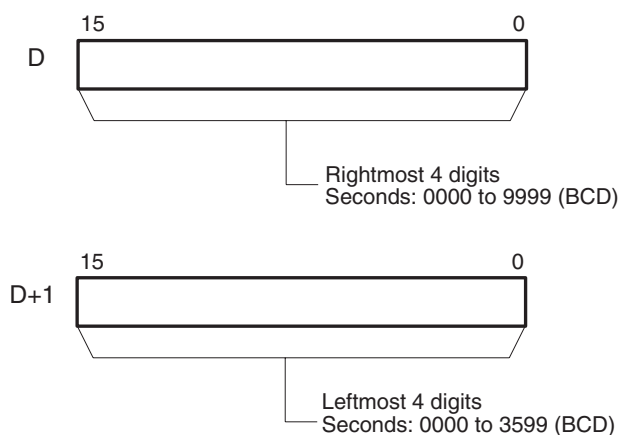 15 0
D
Rightmost 4 digits
Seconds: 0000 to 9999 (BCD)
15 0
D+1
Leftmost 4 digits
Seconds: 0000 to 3599 (BCD)